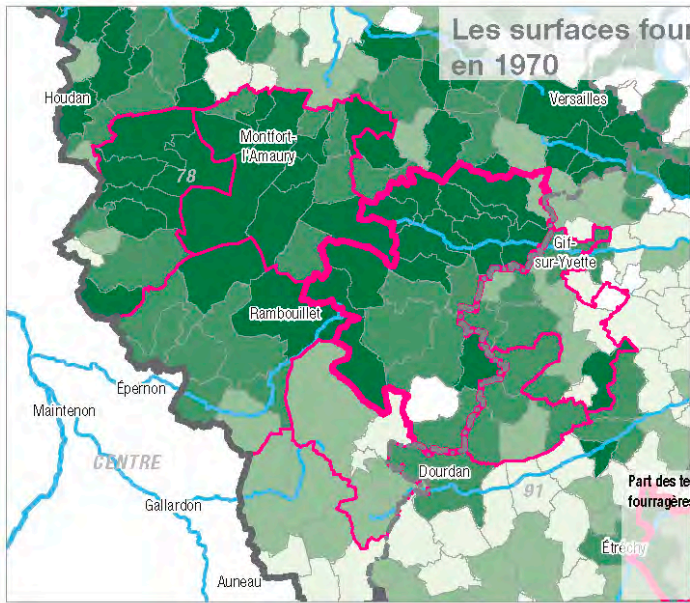 Les surfaces four
en 1970
Houdan
Versailles
Montfort-
l'Amaury
78
Gif-
sur-Yvette
Rambouillet
Épernon
Maintenon
CENTRE
Dourdan
Gallardon
91
Part des te
fourragères
Étréchy
Auneau